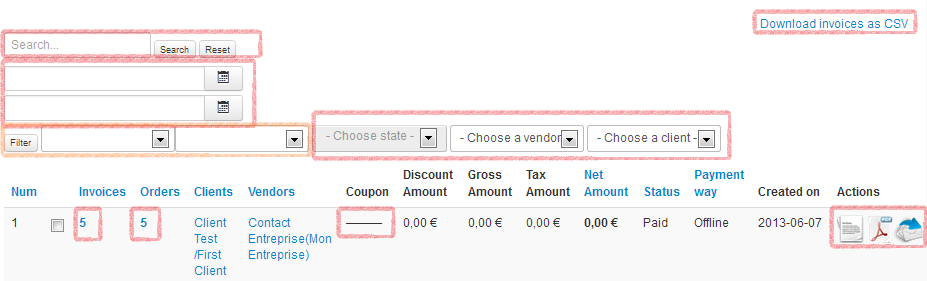 Download invoices as CSV
Search...
Search
Reset
Filter
- Choose state -
- Choose a vendor
- Choose a client -
Num Invoices Orders Clients Vendors Coupon Discount Amount Gross Amount Tax Amount Net Amount Status Payment way Created on Actions
1 5 5 Client Test /First Client Contact Entreprise(Mon Entreprise) 0,00 € 0,00 € 0,00 € 0,00 € Paid Offline 2013-06-07
PDF